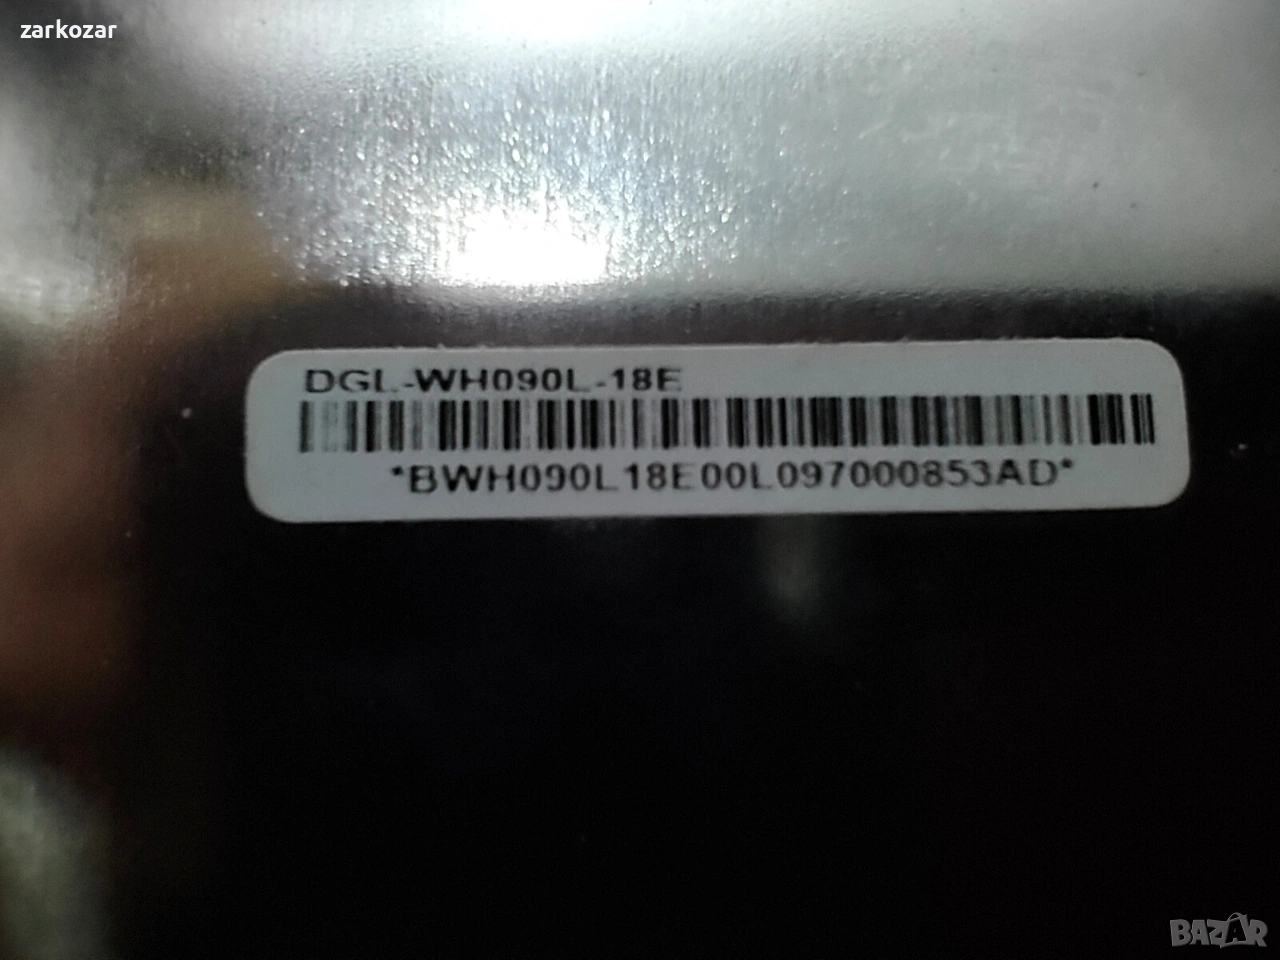 zarkozar
DGL-WH090L-18E
*BWH090L18E00L097000853AD*
BAZAR